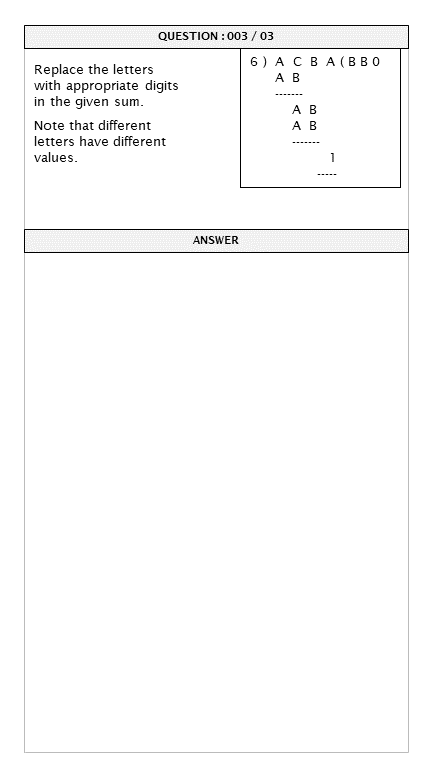 QUESTION : 003 / 03
Replace the letters
with appropriate digits
in the given sum.
Note that different
letters have different
values.
6 ) A C B A ( B B 0
A B
-------
A B
A B
-------
1
-----
ANSWER